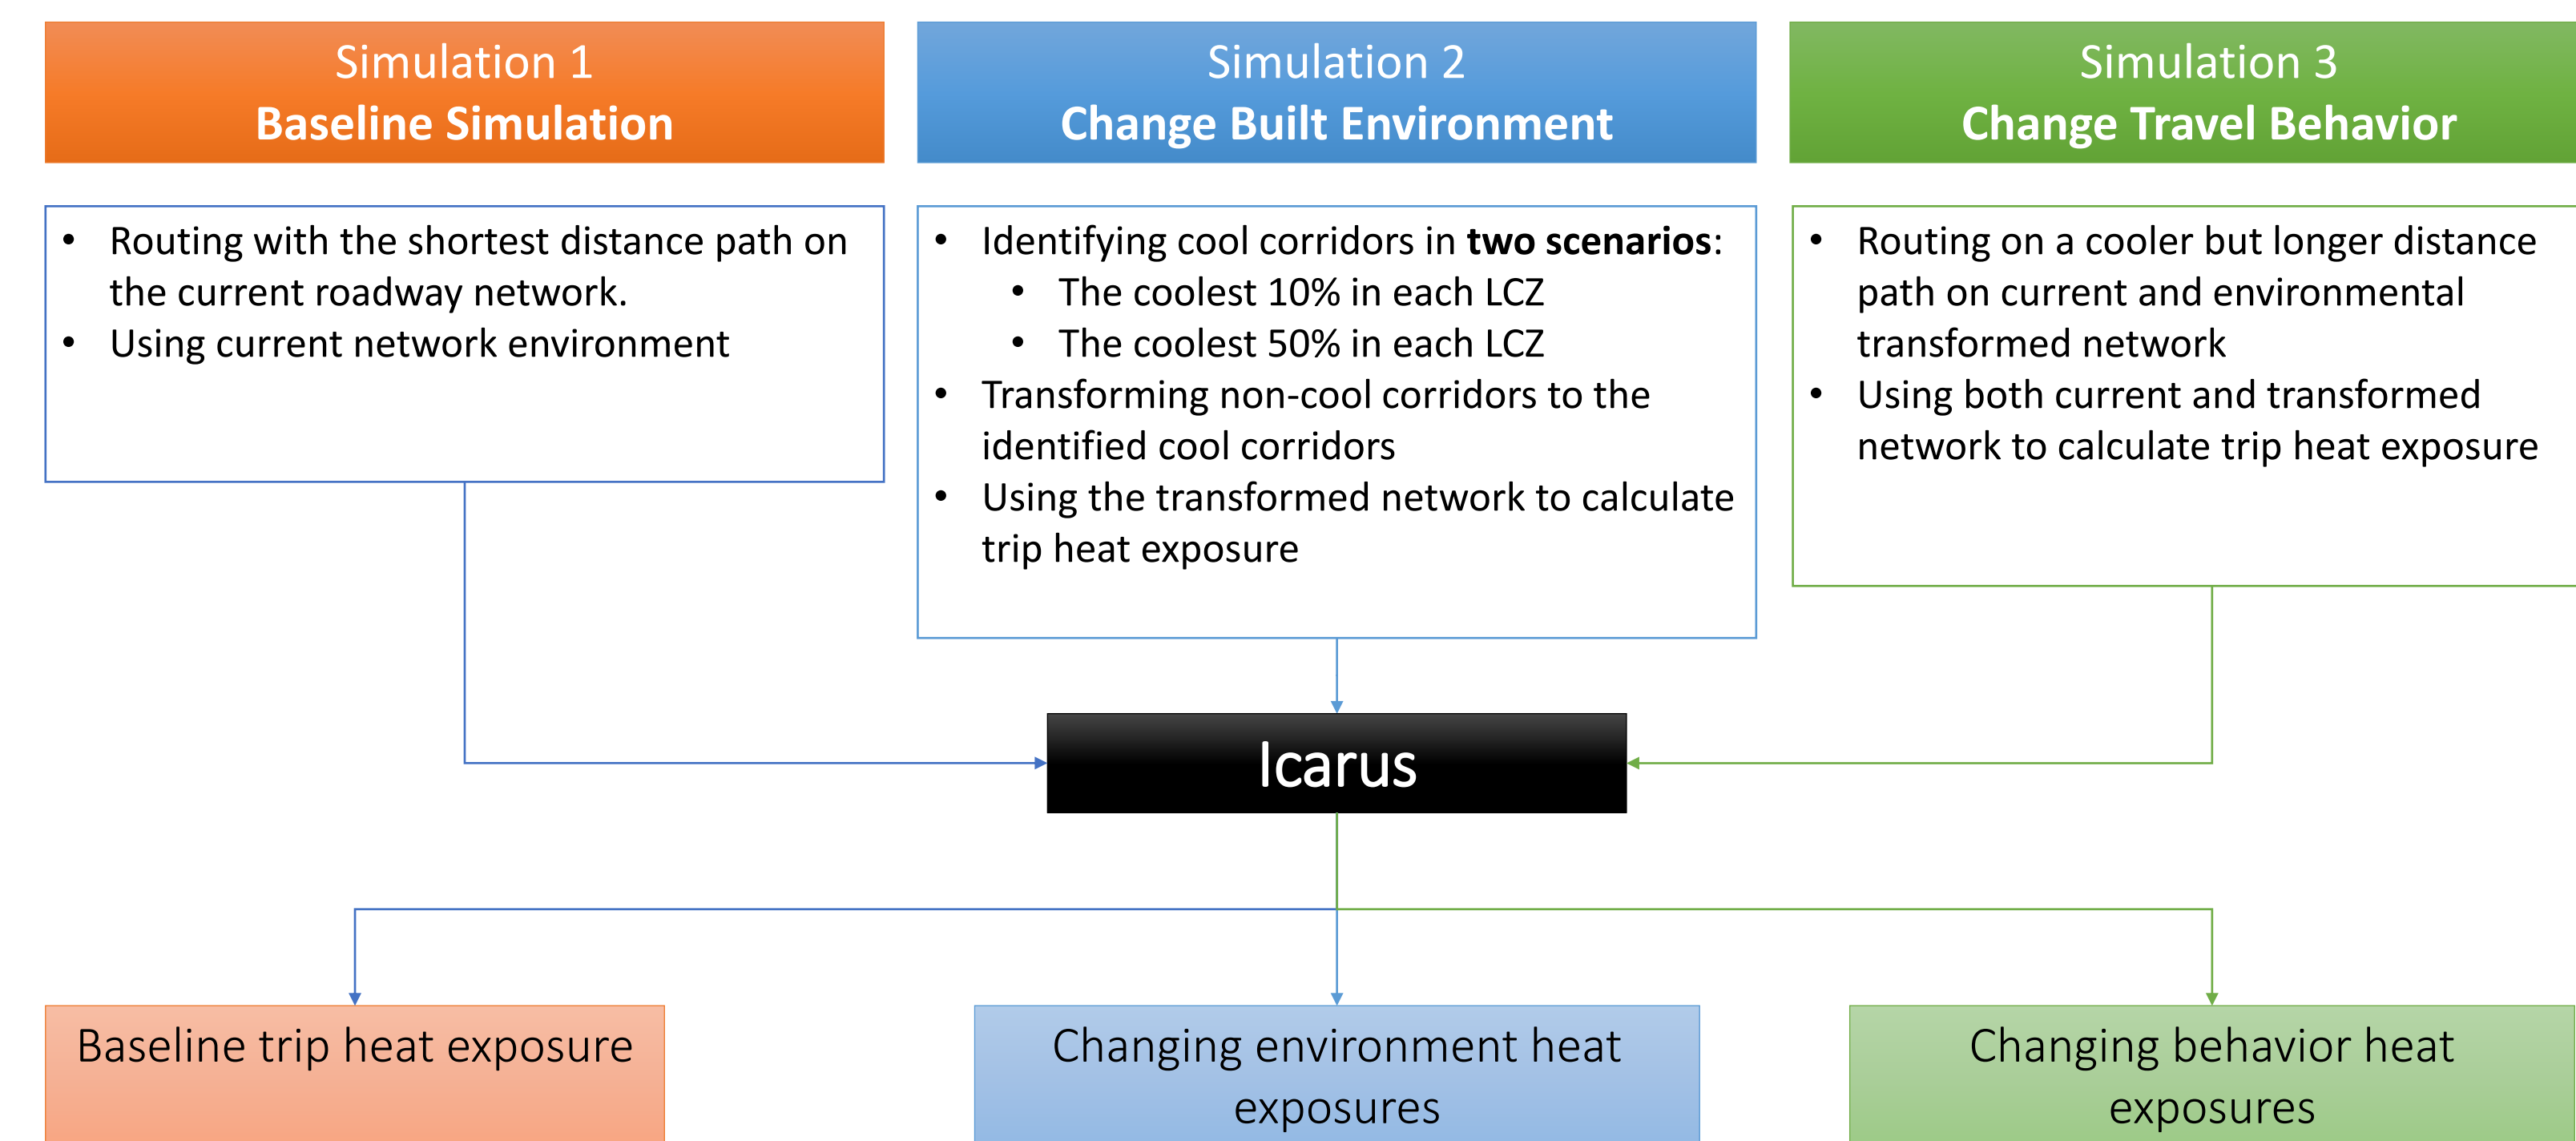 Simulation 1
Baseline Simulation
Simulation 2
Change Built Environment
Simulation 3
Change Travel Behavior
• Routing with the shortest distance path on
the current roadway network.
• Using current network environment
• Identifying cool corridors in two scenarios:
• The coolest 10% in each LCZ
• The coolest 50% in each LCZ
• Transforming non-cool corridors to the
identified cool corridors
• Using the transformed network to calculate
trip heat exposure
• Routing on a cooler but longer distance
path on current and environmental
transformed network
• Using both current and transformed
network to calculate trip heat exposure
Icarus
Baseline trip heat exposure
Changing environment heat
exposures
Changing behavior heat
exposures